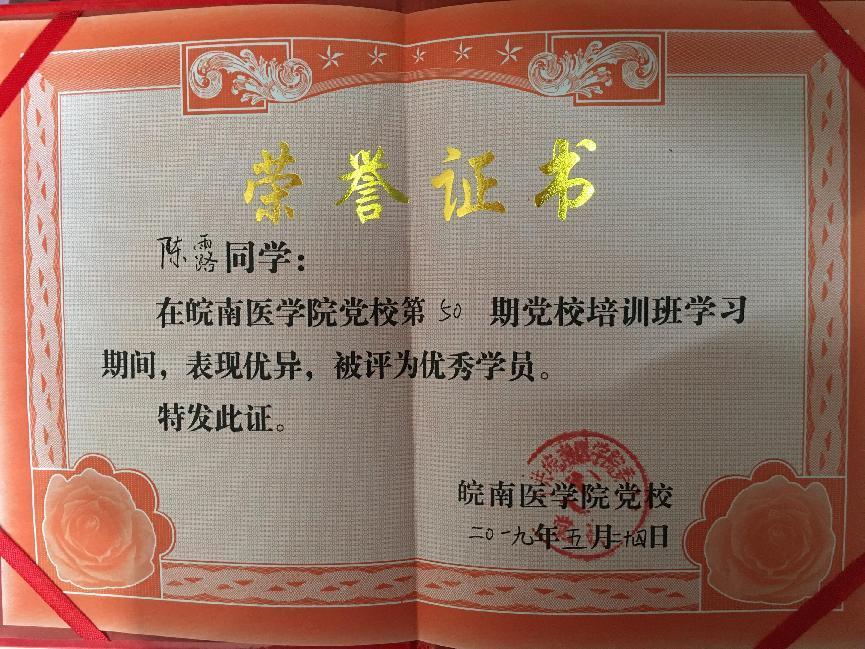 荣誉证书
陈露同学：
在皖南医学院党校第50期党校培训班学习
期间，表现优异，被评为优秀学员。
特发此证。
皖南医学院党校
二〇一九年五月二十四日